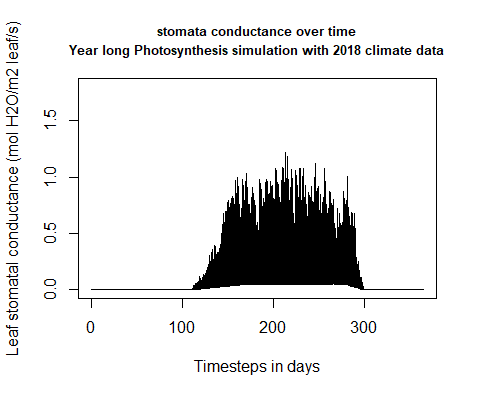 stomata conductance over time
Year long Photosynthesis simulation with 2018 climate data
Leaf stomatal conductance (mol H2O/m2 leaf/s)
1.5
1.0
0.5
0.0
0 100 200 300
Timesteps in days